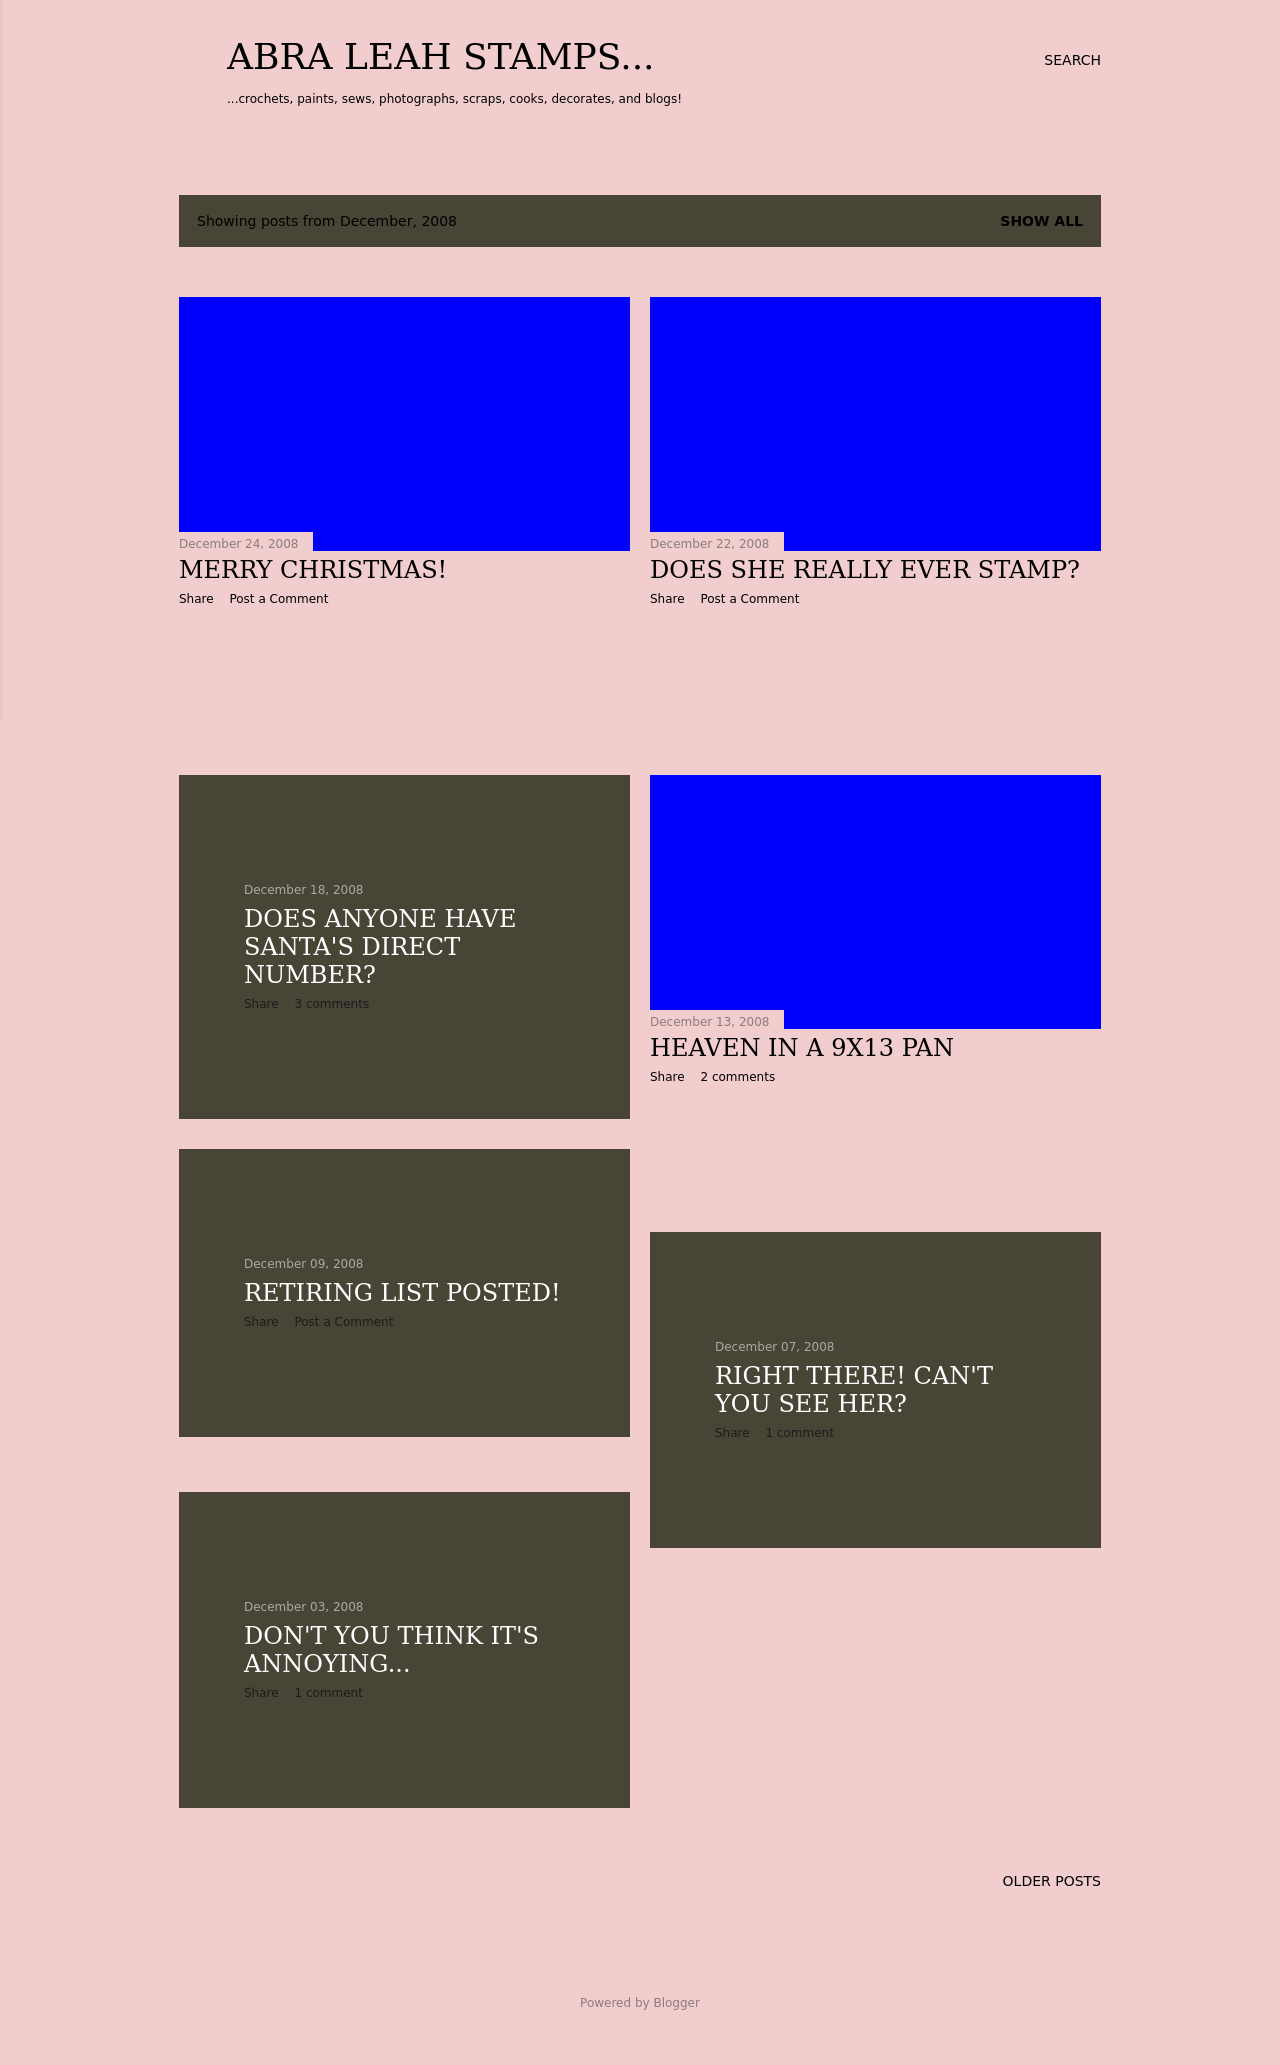 ABRA LEAH STAMPS...
SEARCH
...crochets, paints, sews, photographs, scraps, cooks, decorates, and blogs!
Showing posts from December, 2008
SHOW ALL
December 24, 2008
MERRY CHRISTMAS!
Share Post a Comment
December 22, 2008
DOES SHE REALLY EVER STAMP?
Share Post a Comment
December 18, 2008
DOES ANYONE HAVE
SANTA'S DIRECT
NUMBER?
Share 3 comments
December 13, 2008
HEAVEN IN A 9X13 PAN
Share 2 comments
December 09, 2008
RETIRING LIST POSTED!
Share Post a Comment
December 07, 2008
RIGHT THERE! CAN'T
YOU SEE HER?
Share 1 comment
December 03, 2008
DON'T YOU THINK IT'S
ANNOYING...
Share 1 comment
OLDER POSTS
Powered by Blogger